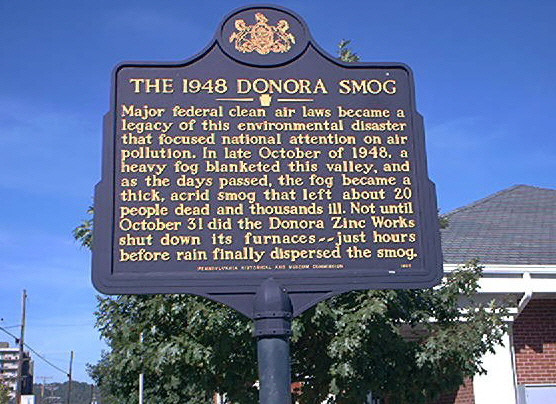 THE 1948 DONORA SMOG
Major federal clean air laws became a
legacy of this environmental disaster
that focused national attention on air
pollution. In late October of 1948, a
heavy fog blanketed this valley, and
as the days passed, the fog became a
thick, acrid smog that left about 20
people dead and thousands ill. Not until
October 31 did the Donora Zinc Works
shut down its furnaces--just hours
before rain finally dispersed the smog.
PENNSYLVANIA HISTORICAL AND MUSEUM COMMISSION